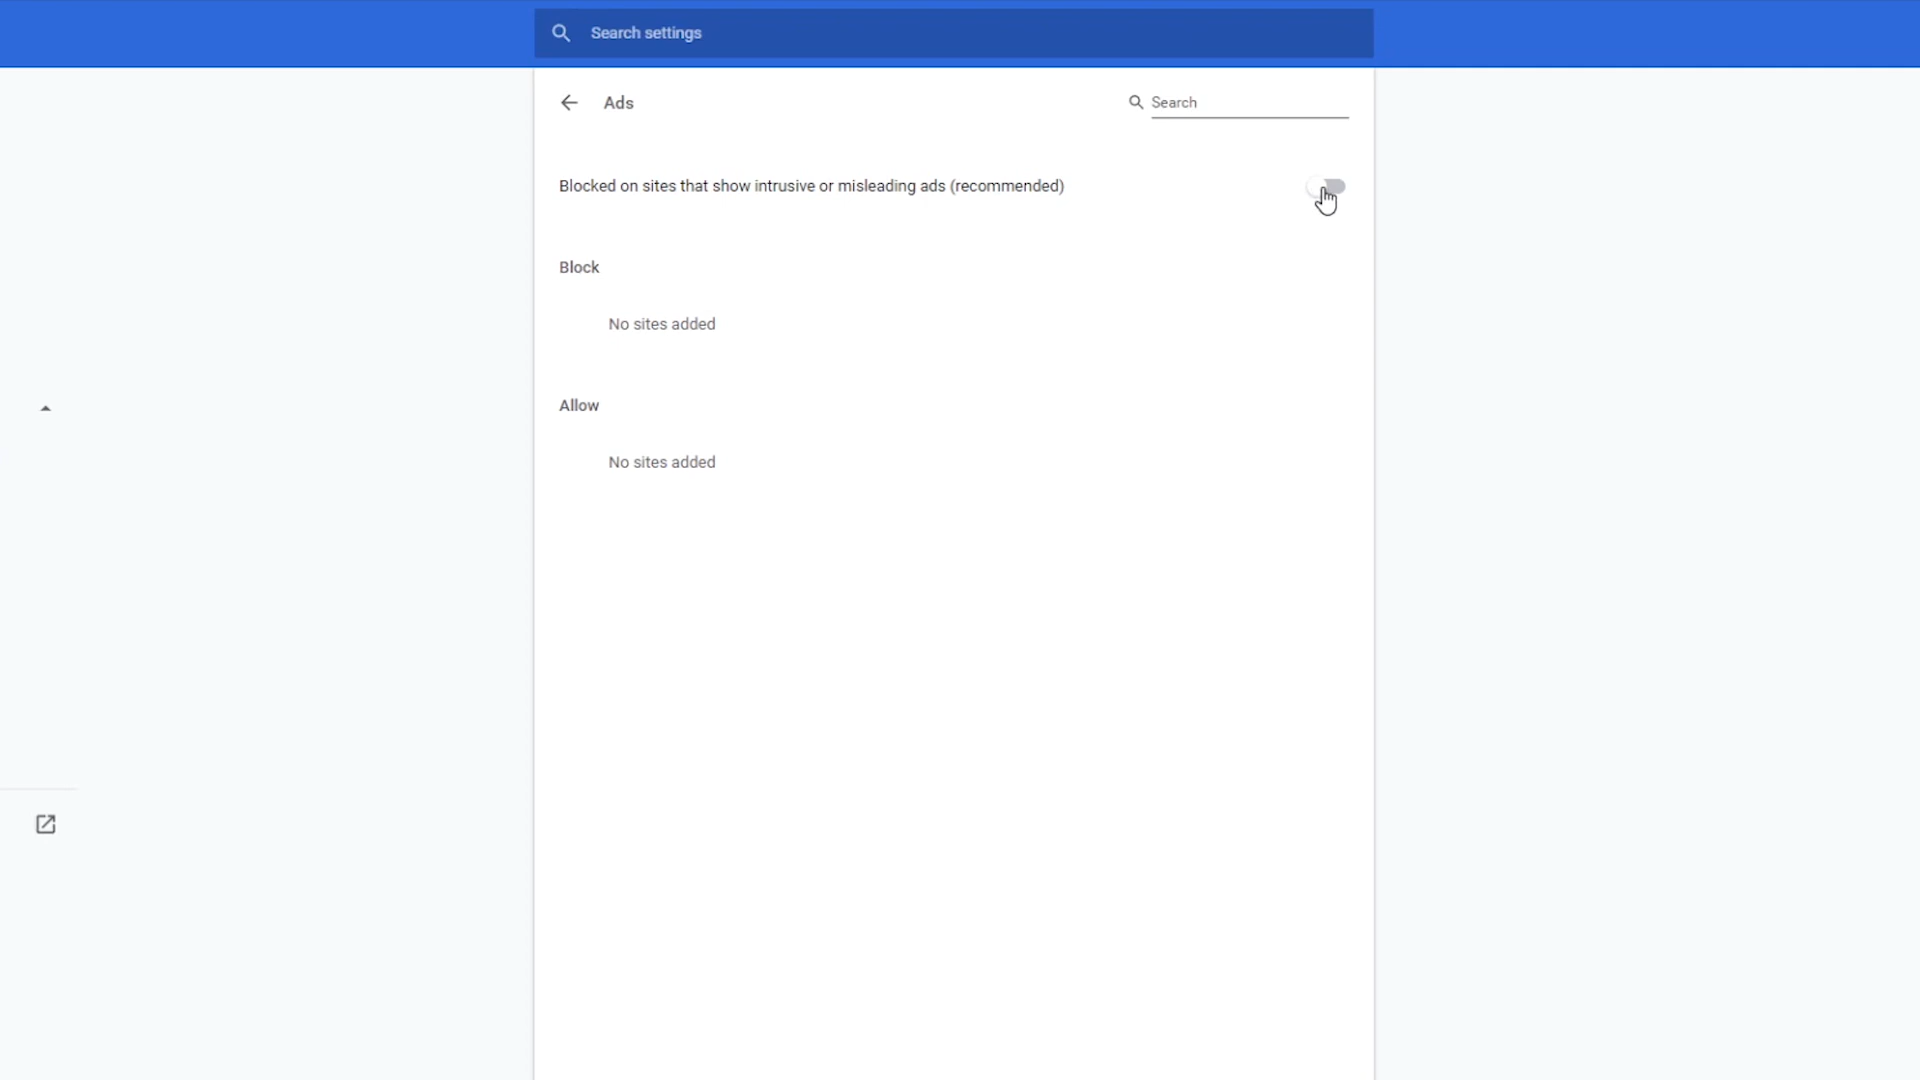 Search settings
Ads
Search
Blocked on sites that show intrusive or misleading ads (recommended)
Block
No sites added
Allow
No sites added